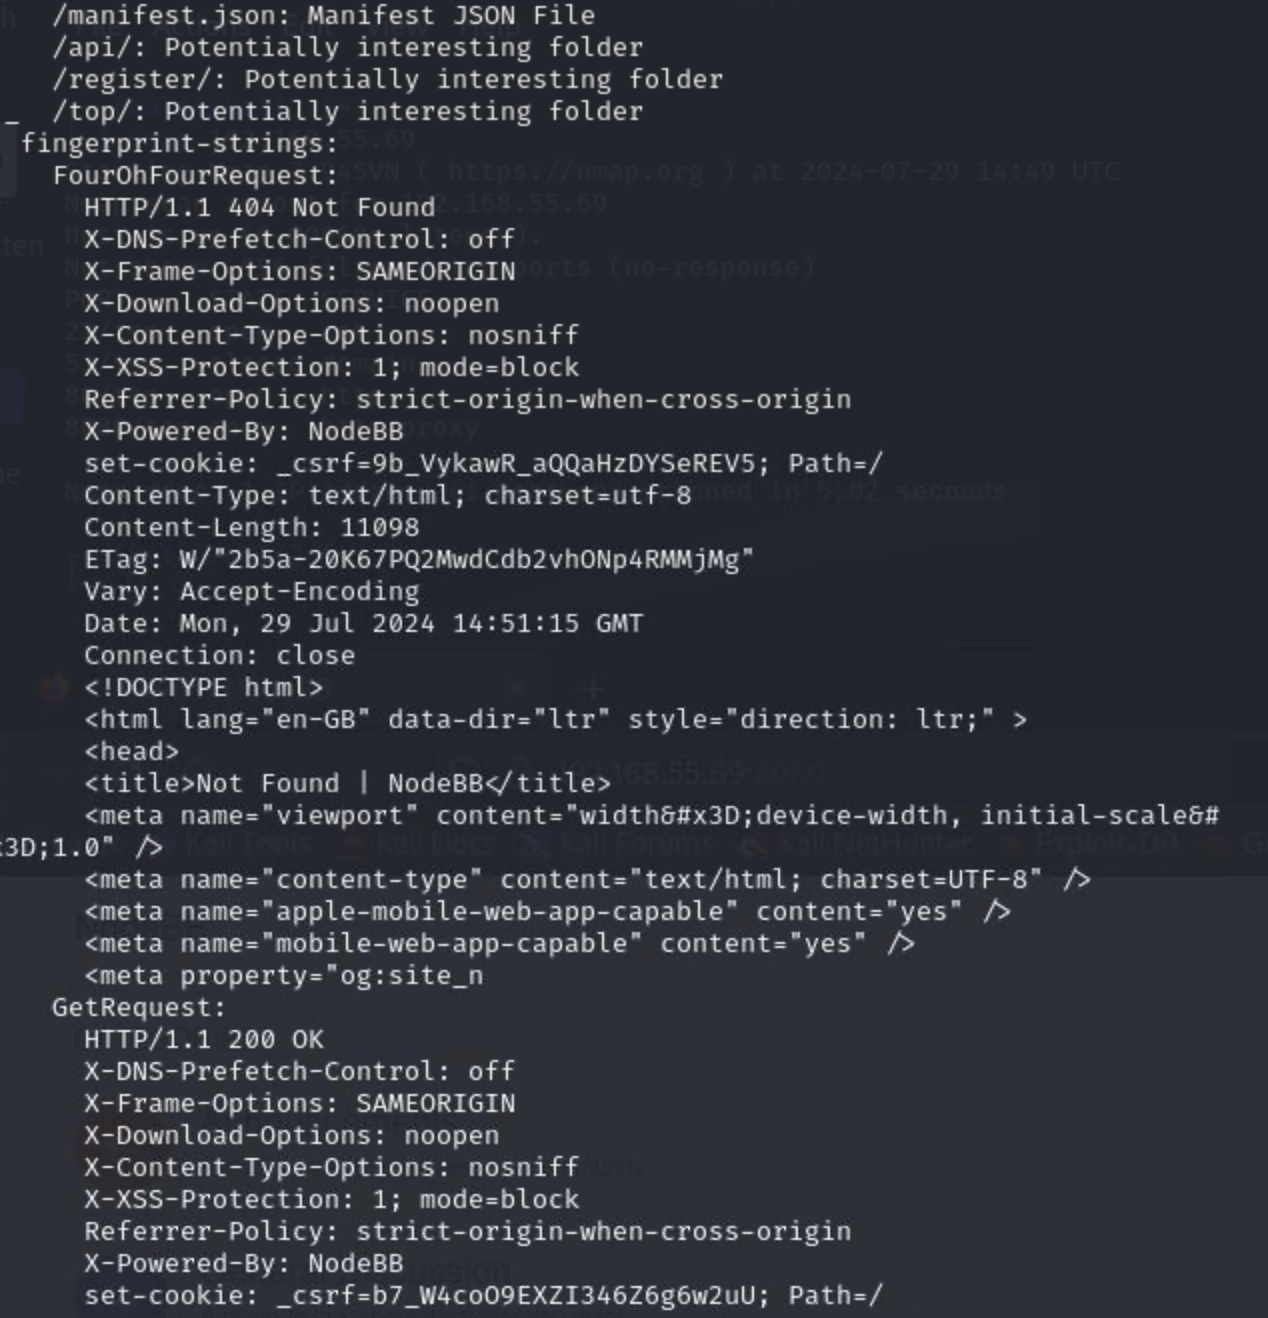 /manifest.json: Manifest JSON File
/api/: Potentially interesting folder
/register/: Potentially interesting folder
_ /top/: Potentially interesting folder
fingerprint-strings:
FourOhFourRequest:
HTTP/1.1 404 Not Found
X-DNS-Prefetch-Control: off
X-Frame-Options: SAMEORIGIN
X-Download-Options: noopen
X-Content-Type-Options: nosniff
X-XSS-Protection: 1; mode=block
Referrer-Policy: strict-origin-when-cross-origin
X-Powered-By: NodeBB
set-cookie: _csrf=9b_VykawR_aQQaHzDYSeREV5; Path=/
Content-Type: text/html; charset=utf-8
Content-Length: 11098
ETag: W/"2b5a-20K67PQ2MwdCdb2vhONp4RMMjMg"
Vary: Accept-Encoding
Date: Mon, 29 Jul 2024 14:51:15 GMT
Connection: close
<!DOCTYPE html>
<html lang="en-GB" data-dir="ltr" style="direction: ltr;" >
<head>
<title>Not Found | NodeBB</title>
<meta name="viewport" content="width&#x3D;device-width, initial-scale&#
x3D;1.0" />
<meta name="content-type" content="text/html; charset=UTF-8" />
<meta name="apple-mobile-web-app-capable" content="yes" />
<meta name="mobile-web-app-capable" content="yes" />
<meta property="og:site_n
GetRequest:
HTTP/1.1 200 OK
X-DNS-Prefetch-Control: off
X-Frame-Options: SAMEORIGIN
X-Download-Options: noopen
X-Content-Type-Options: nosniff
X-XSS-Protection: 1; mode=block
Referrer-Policy: strict-origin-when-cross-origin
X-Powered-By: NodeBB
set-cookie: _csrf=b7_W4coO9EXZI346Z6g6w2uU; Path=/